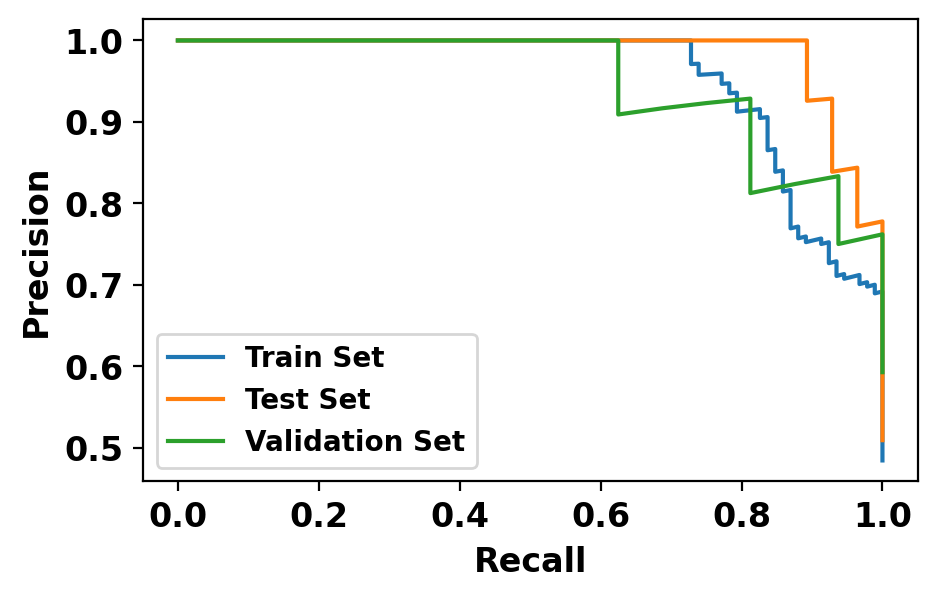 1.0
0.9
0.8
0.7
0.6
0.5
Precision
Train Set
Test Set
Validation Set
0.0 0.2 0.4 0.6 0.8 1.0
Recall